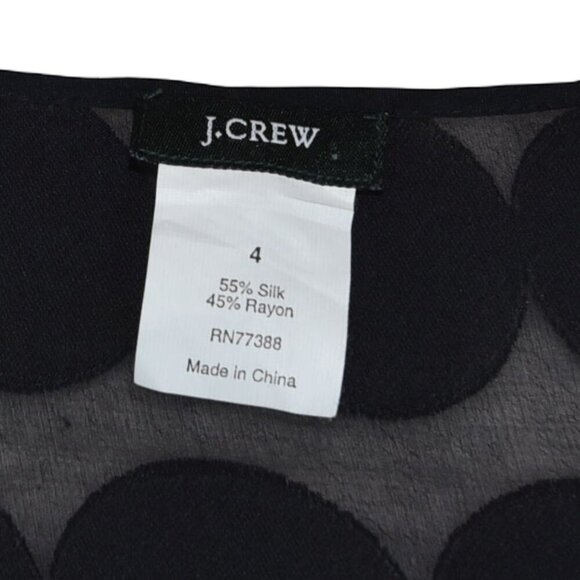 J.CREW
4
55% Silk
45% Rayon
RN77388
Made in China